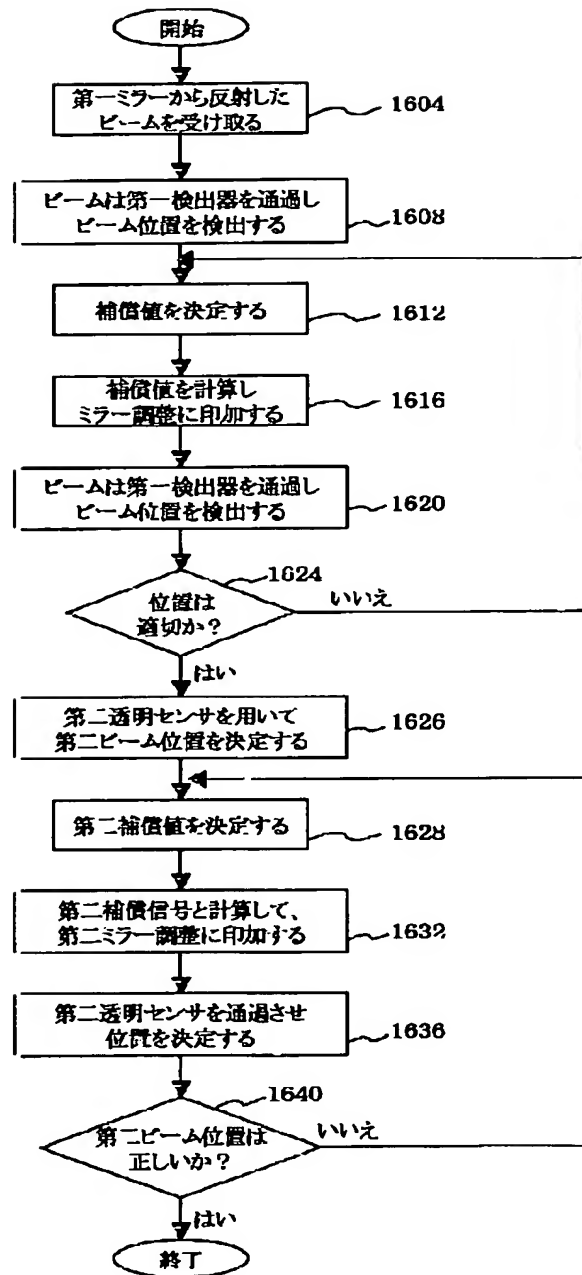 開始
第一ミラーから反射した
ビームを受け取る
1604
ビームは第一検出器を通過し
ビーム位置を検出する
1608
補償値を決定する
1612
補償値を計算し
ミラー調整に印加する
1616
ビームは第一検出器を通過し
ビーム位置を検出する
1620
1624
位置は
適切か？
いいえ
はい
第二透明センサを用いて
第二ビーム位置を決定する
1626
第二補償値を決定する
1628
第二補償信号と計算して、
第二ミラー調整に印加する
1632
第二透明センサを通過させ
位置を決定する
1636
1640
第二ビーム位置は
正しいか？
いいえ
はい
終了